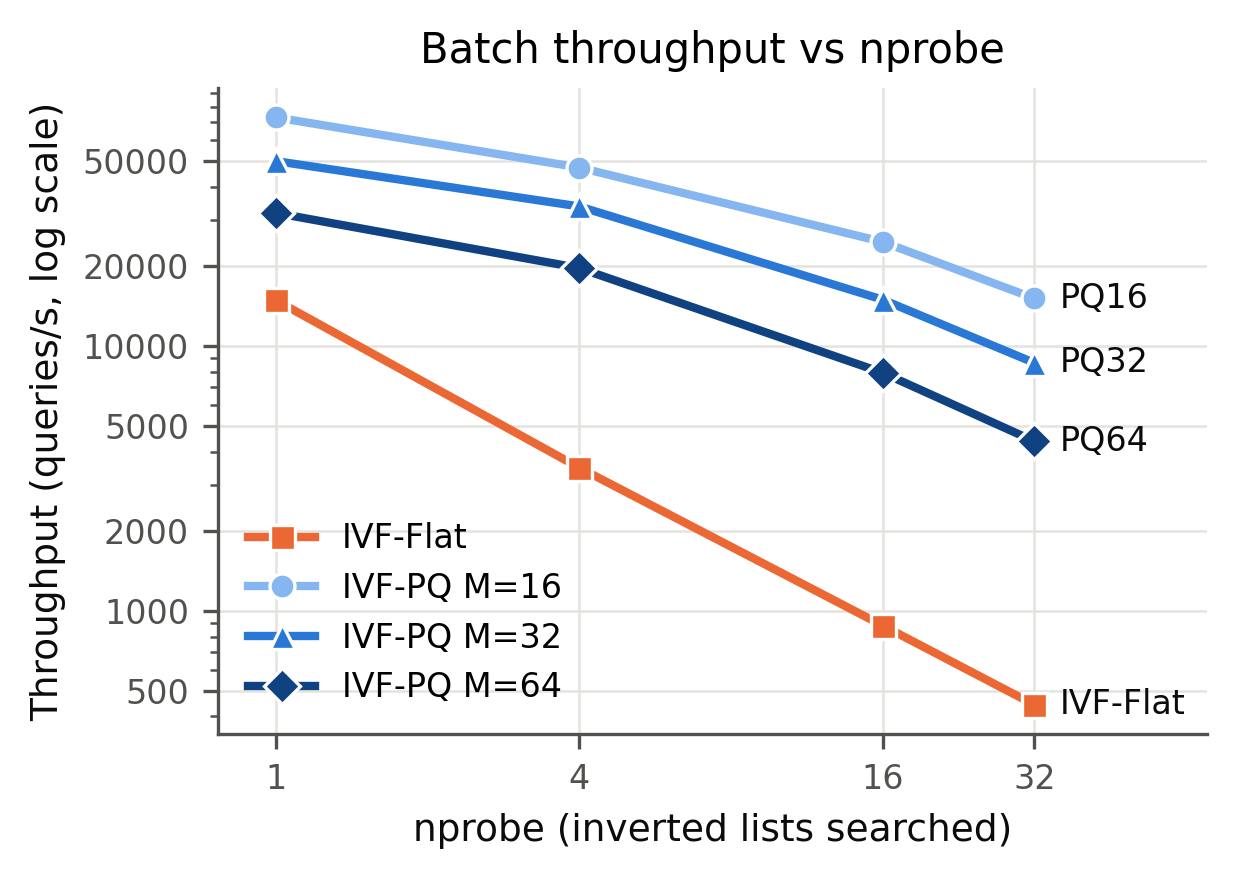 Batch throughput vs nprobe
Throughput (queries/s, log scale)
50000
20000
10000
5000
2000
1000
500
PQ16
PQ32
PQ64
IVF-Flat
IVF-Flat
IVF-PQ M=16
IVF-PQ M=32
IVF-PQ M=64
1
4
16
32
nprobe (inverted lists searched)